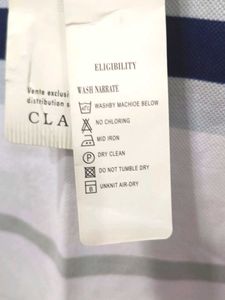 Vente exclusi
distribution s
CLA
ELIGIBILITY
WASH NARRATE
WASHBY MACHIOE BELOW
NO CHLORING
MID IRON
P DRY CLEAN
DO NOT TUMBLE DRY
UNKNIT AIR-DRY